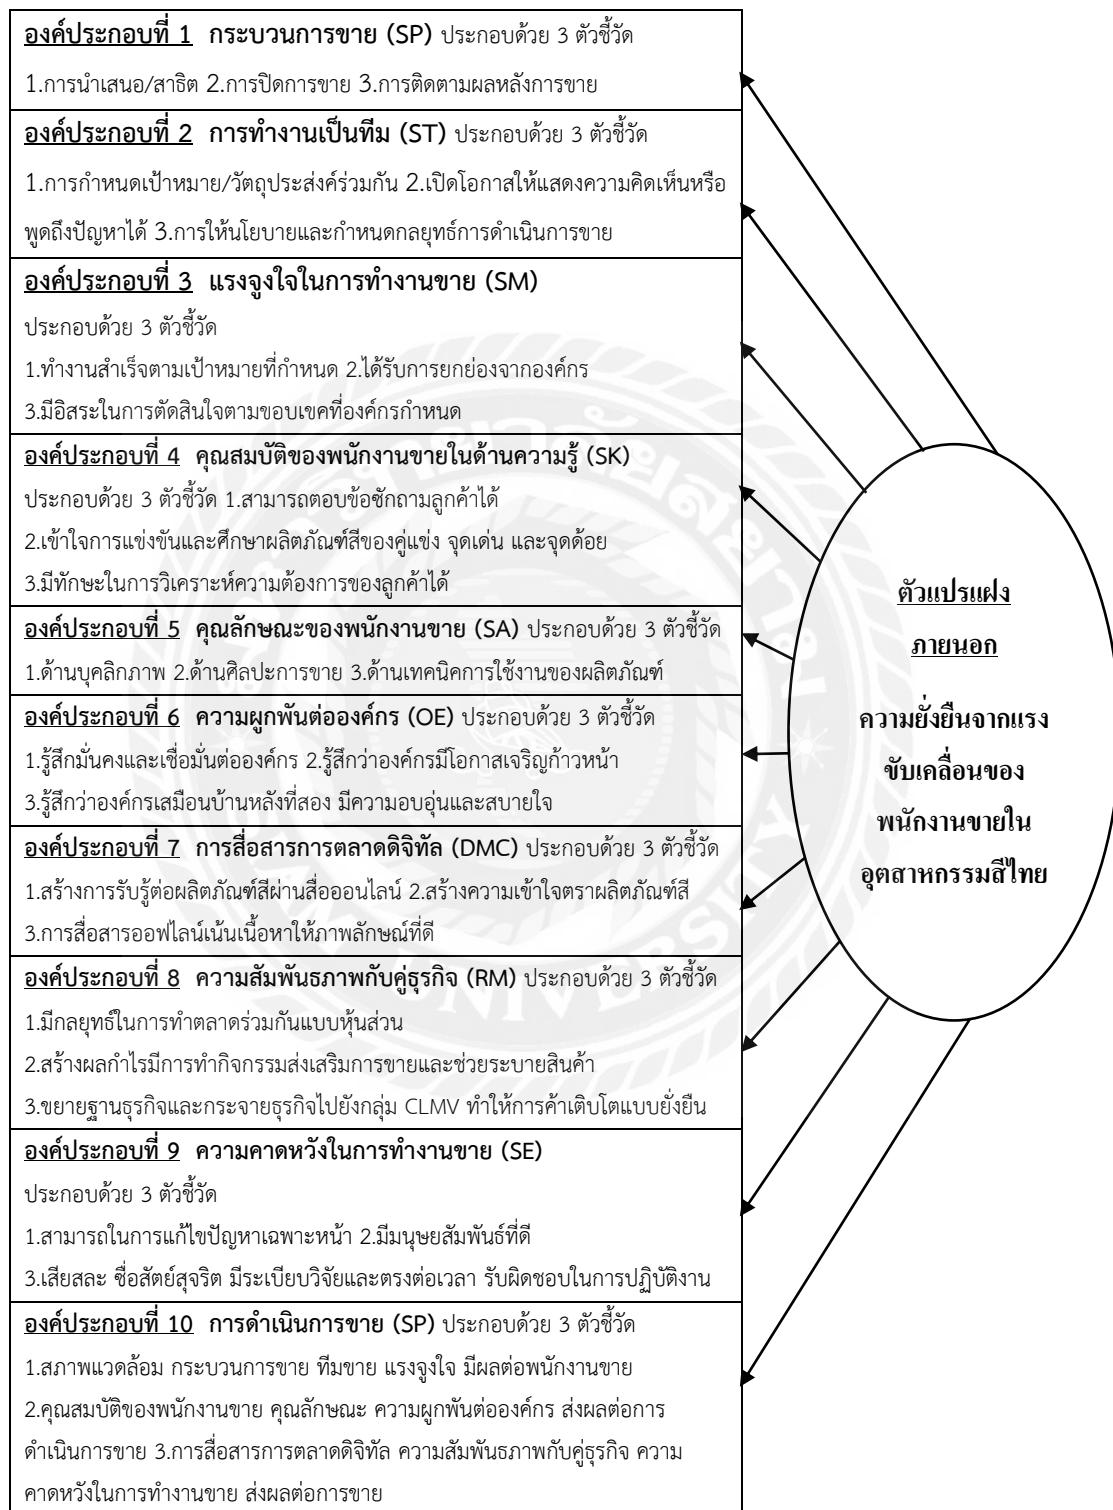 องค์ประกอบที่ 1 กระบวนการขาย (SP) ประกอบด้วย 3 ตัวชี้วัด
1.การนำเสนอ/สาธิต 2.การปิดการขาย 3.การติดตามผลหลังการขาย
องค์ประกอบที่ 2 การทำงานเป็นทีม (ST) ประกอบด้วย 3 ตัวชี้วัด
1.การกำหนดเป้าหมาย/วัตถุประส่งค์ร่วมกัน 2.เปิดโอกาสให้แสดงความคิดเห็นหรือ
พูดถึงปัญหาได้ 3.การให้นโยบายและกำหนดกลยุทธ์การดำเนินการขาย
องค์ประกอบที่ 3 แรงจูงใจในการทำงานขาย (SM)
ประกอบด้วย 3 ตัวชี้วัด
1.ทำงานสำเร็จตามเป้าหมายที่กำหนด 2.ได้รับการยกย่องจากองค์กร
3.มีอิสระในการตัดสินใจตามขอบเขคที่องค์กรกำหนด
องค์ประกอบที่ 4 คุณสมบัติของพนักงานขายในด้านความรู้ (SK)
ประกอบด้วย 3 ตัวชี้วัด 1.สามารถตอบข้อซักถามลูกค้าได้
2.เข้าใจการแข่งขันและศึกษาผลิตภัณฑ์สีของคู่แข่ง จุดเด่น และจุดด้อย
3.มีทักษะในการวิเคราะห์ความต้องการของลูกค้าได้
องค์ประกอบที่ 5 คุณลักษณะของพนักงานขาย (SA) ประกอบด้วย 3 ตัวชี้วัด
1.ด้านบุคลิกภาพ 2.ด้านศิลปะการขาย 3.ด้านเทคนิคการใช้งานของผลิตภัณฑ์
องค์ประกอบที่ 6 ความผูกพันต่อองค์กร (OE) ประกอบด้วย 3 ตัวชี้วัด
1.รู้สึกมั่นคงและเชื่อมั่นต่อองค์กร 2.รู้สึกว่าองค์กรมีโอกาสเจริญก้าวหน้า
3.รู้สึกว่าองค์กรเสมือนบ้านหลังที่สอง มีความอบอุ่นและสบายใจ
องค์ประกอบที่ 7 การสื่อสารการตลาดดิจิทัล (DMC) ประกอบด้วย 3 ตัวชี้วัด
1.สร้างการรับรู้ต่อผลิตภัณฑ์สีผ่านสื่อออนไลน์ 2.สร้างความเข้าใจตราผลิตภัณฑ์สี
3.การสื่อสารออฟไลน์เน้นเนื้อหาให้ภาพลักษณ์ที่ดี
องค์ประกอบที่ 8 ความสัมพันธภาพกับคู่ธุรกิจ (RM) ประกอบด้วย 3 ตัวชี้วัด
1.มีกลยุทธ์ในการทำตลาดร่วมกันแบบหุ้นส่วน
2.สร้างผลกำไรมีการทำกิจกรรมส่งเสริมการขายและช่วยระบายสินค้า
3.ขยายฐานธุรกิจและกระจายธุรกิจไปยังกลุ่ม CLMV ทำให้การค้าเติบโตแบบยั่งยืน
องค์ประกอบที่ 9 ความคาดหวังในการทำงานขาย (SE)
ประกอบด้วย 3 ตัวชี้วัด
1.สามารถในการแก้ไขปัญหาเฉพาะหน้า 2.มีมนุษยสัมพันธ์ที่ดี
3.เสียสละ ซื่อสัตย์สุจริต มีระเบียบวิจัยและตรงต่อเวลา รับผิดชอบในการปฏิบัติงาน
องค์ประกอบที่ 10 การดำเนินการขาย (SP) ประกอบด้วย 3 ตัวชี้วัด
1.สภาพแวดล้อม กระบวนการขาย ทีมขาย แรงจูงใจ มีผลต่อพนักงานขาย
2.คุณสมบัติของพนักงานขาย คุณลักษณะ ความผูกพันต่อองค์กร ส่งผลต่อการ
ดำเนินการขาย 3.การสื่อสารการตลาดดิจิทัล ความสัมพันธภาพกับคู่ธุรกิจ ความ
คาดหวังในการทำงานขาย ส่งผลต่อการขาย
ตัวแปรแฝง
ภายนอก
ความยั่งยืนจากแรง
ขับเคลื่อนของ
พนักงานขายใน
อุตสาหกรรมสีไทย
มหาวิทยาลัยสยาม
SIAM UNIVERSITY